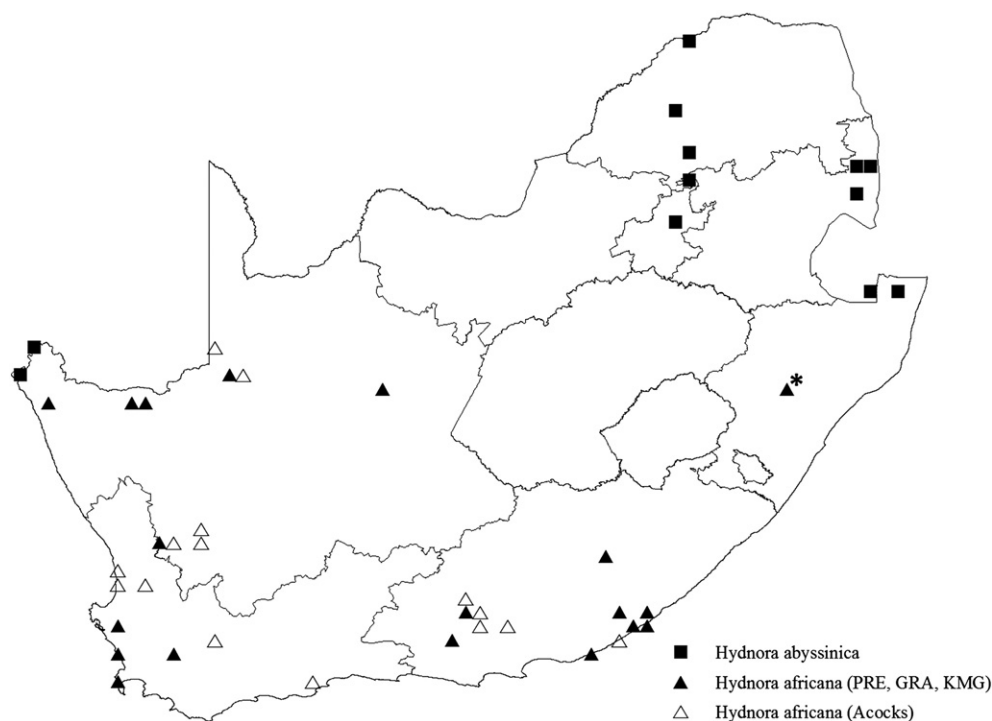 *
Hydnora abyssinica
Hydnora africana (PRE, GRA, KMG)
Hydnora africana (Acocks)